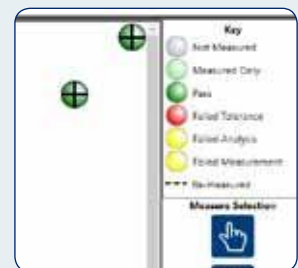 Key
Not Measured
Measured Only
Pass
Failed Tolerance
Failed Analysis
Failed Measurement
Re-measured
Measure Selection